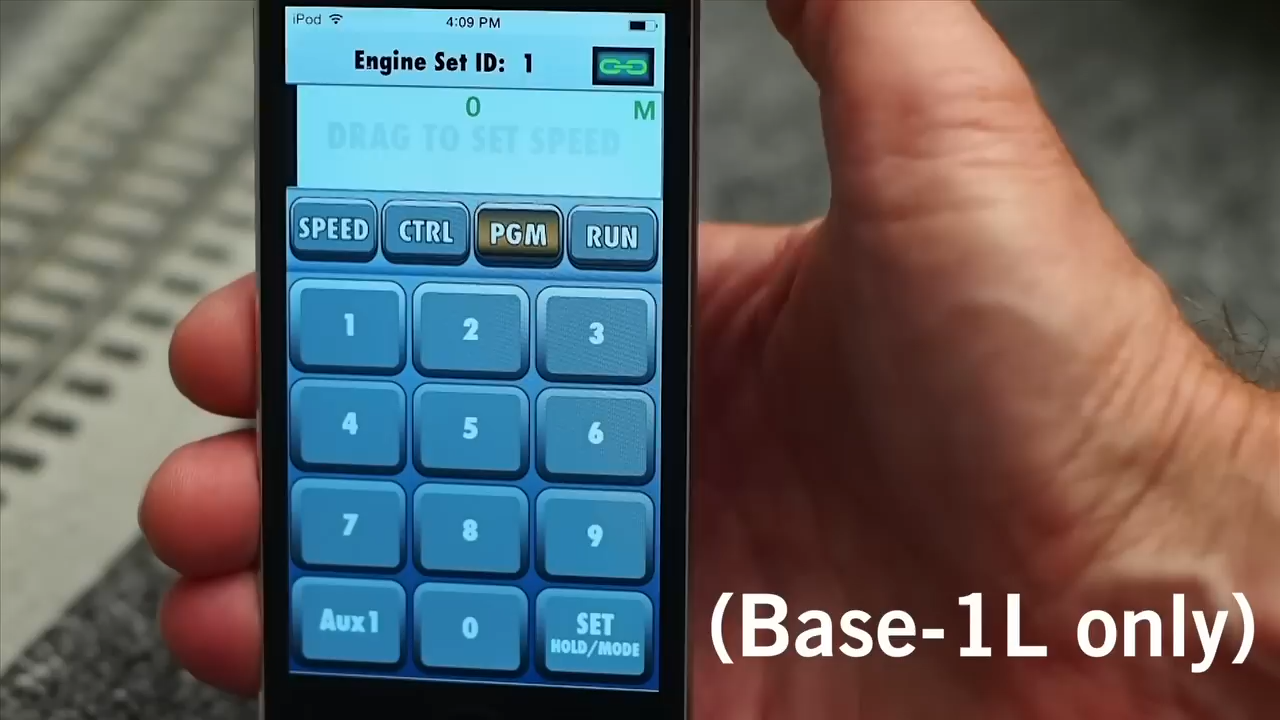 iPod 4:09 PM
Engine Set ID: 1
0 M
DRAG TO SET SPEED
SPEED CTRL PGM RUN
1 2 3
4 5 6
7 8 9
Aux1 0 SET
HOLD/MODE
(Base-1L only)